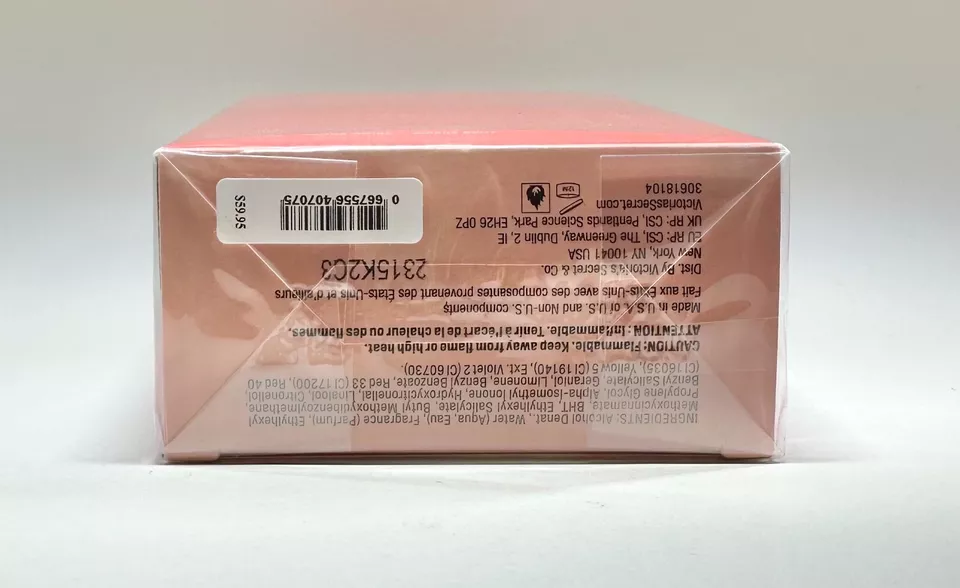 INGREDIENTS: Alcohol Denat., Water (Aqua, Eau), Fragrance (Parfum), Ethylhexyl
Methoxycinnamate, BHT, Ethylhexyl Salicylate, Butyl Methoxydibenzoylmethane,
Propylene Glycol, Alpha-Isomethyl Ionone, Hydroxycitronellal, Linalool, Citronellol,
Benzyl Salicylate, Geraniol, Limonene, Benzyl Benzoate, Red 33 (CI 17200), Red 40
(CI 16035), Yellow 5 (CI 19140), Ext. Violet 2 (CI 60730).
CAUTION: Flammable. Keep away from flame or high heat.
ATTENTION : Inflammable. Tenir à l'écart de la chaleur ou des flammes.
Made in U.S.A. of U.S. and Non-U.S. components
Fait aux États-Unis avec des composantes provenant des États-Unis et d'ailleurs
Dist. By Victoria's Secret & Co.
New York, NY 10041 USA
2315K2C3
EU RP: CSI, The Greenway, Dublin 2, IE
UK RP: CSI, Pentlands Science Park, EH26 0PZ
VictoriasSecret.com
30618104
12M
0 667556 407075
$59.95